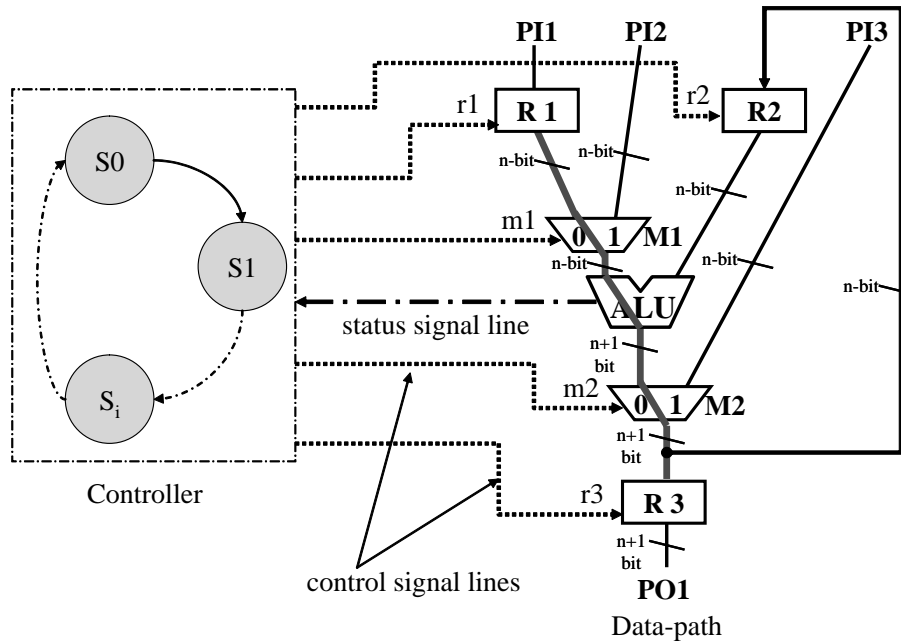 PI1
PI2
PI3
r1
R 1
r2
R2
S0
n-bit
n-bit
n-bit
m1
0 1
M1
S1
n-bit
n-bit
n-bit
ALU
status signal line
n+1
bit
m2
0 1
M2
Si
n+1
bit
Controller
r3
R 3
n+1
bit
control signal lines
PO1
Data-path